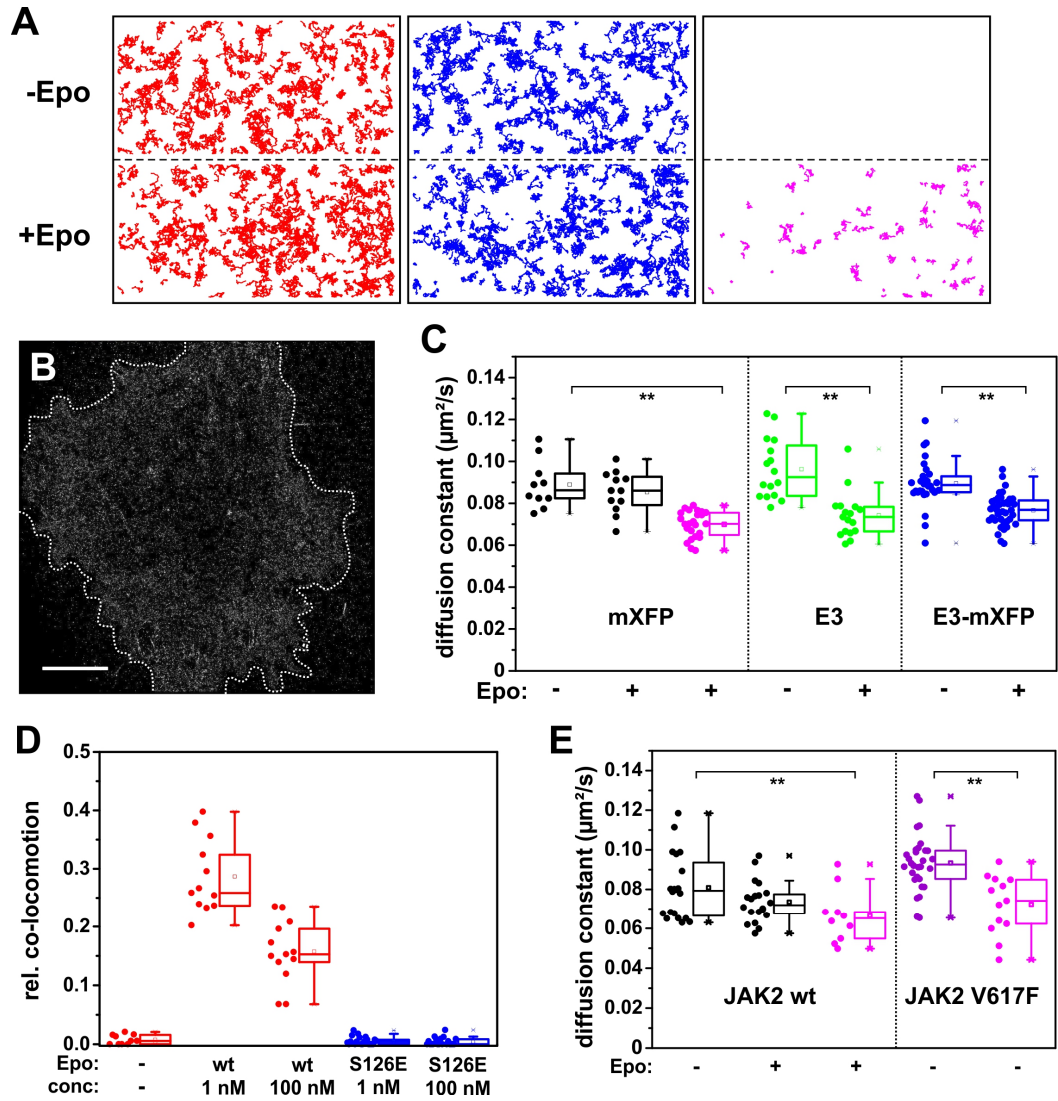 A
-Epo
+Epo
B
C
diffusion constant (µm²/s)
0.14
0.12
0.10
0.08
0.06
0.04
0.02
0
**
**
**
mXFP
E3
E3-mXFP
Epo:
-
+
+
-
+
-
+
D
rel. co-locomotion
0.5
0.4
0.3
0.2
0.1
0.0
Epo:
-
wt
wt
S126E
S126E
conc:
-
1 nM
100 nM
1 nM
100 nM
E
diffusion constant (µm²/s)
0.14
0.12
0.10
0.08
0.06
0.04
0.02
0
**
**
JAK2 wt
JAK2 V617F
Epo:
-
+
+
-
-